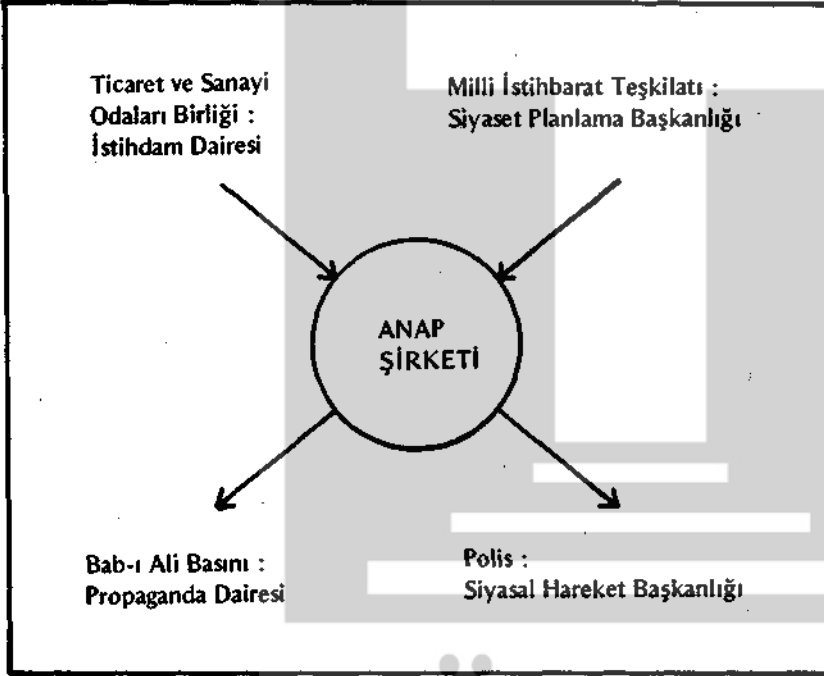 Ticaret ve Sanayi
Odaları Birliği :
İstihdam Dairesi
Milli İstihbarat Teşkilatı :
Siyaset Planlama Başkanlığı
ANAP
ŞİRKETİ
Bab-ı Ali Basını :
Propaganda Dairesi
Polis :
Siyasal Hareket Başkanlığı